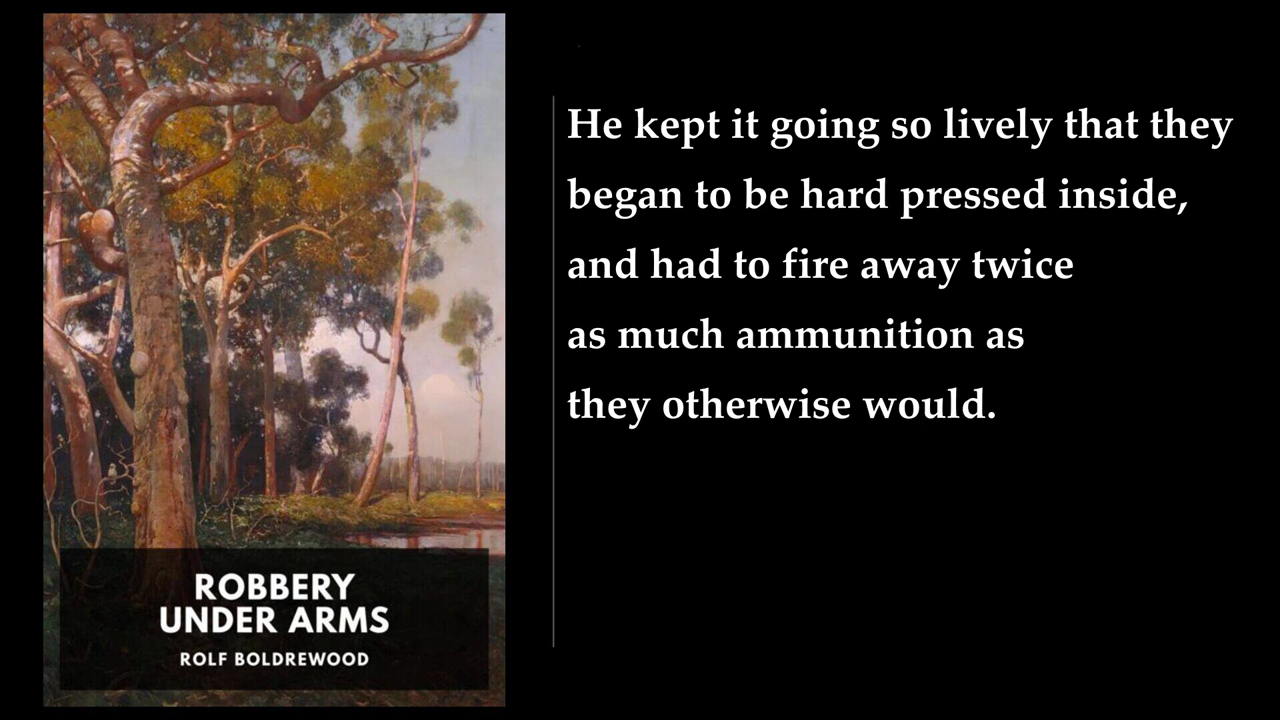 He kept it going so lively that they
began to be hard pressed inside,
and had to fire away twice
as much ammunition as
they otherwise would.
ROBBERY
UNDER ARMS
ROLF BOLDREWOOD